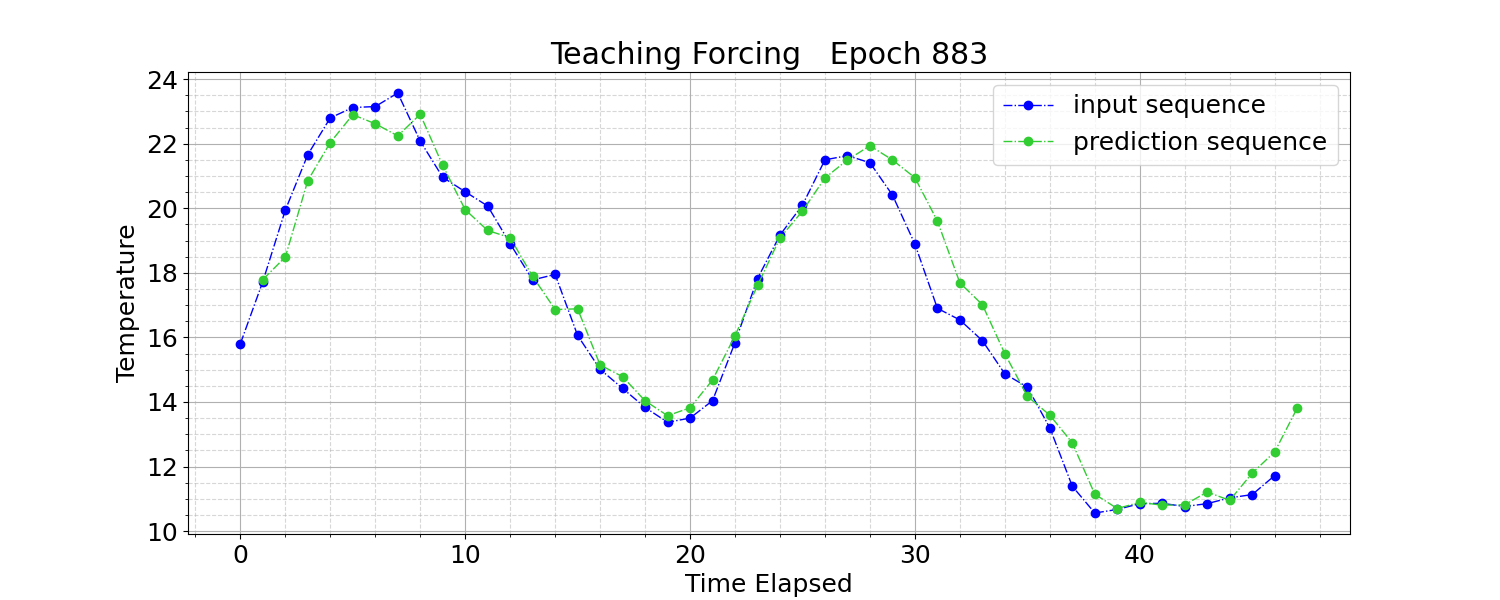 Teaching Forcing   Epoch 883
24
22
20
18
16
14
12
10
Temperature
input sequence
prediction sequence
0 10 20 30 40
Time Elapsed